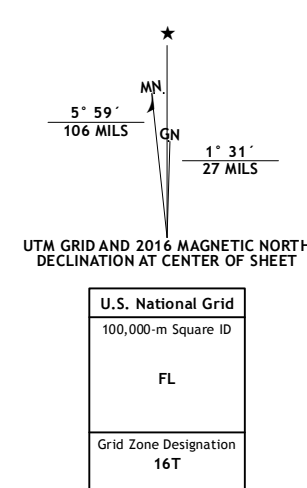 ★
MN
GN
5° 59´
106 MILS
1° 31´
27 MILS
UTM GRID AND 2016 MAGNETIC NORTH
DECLINATION AT CENTER OF SHEET
U.S. National Grid
100,000-m Square ID
FL
Grid Zone Designation
16T